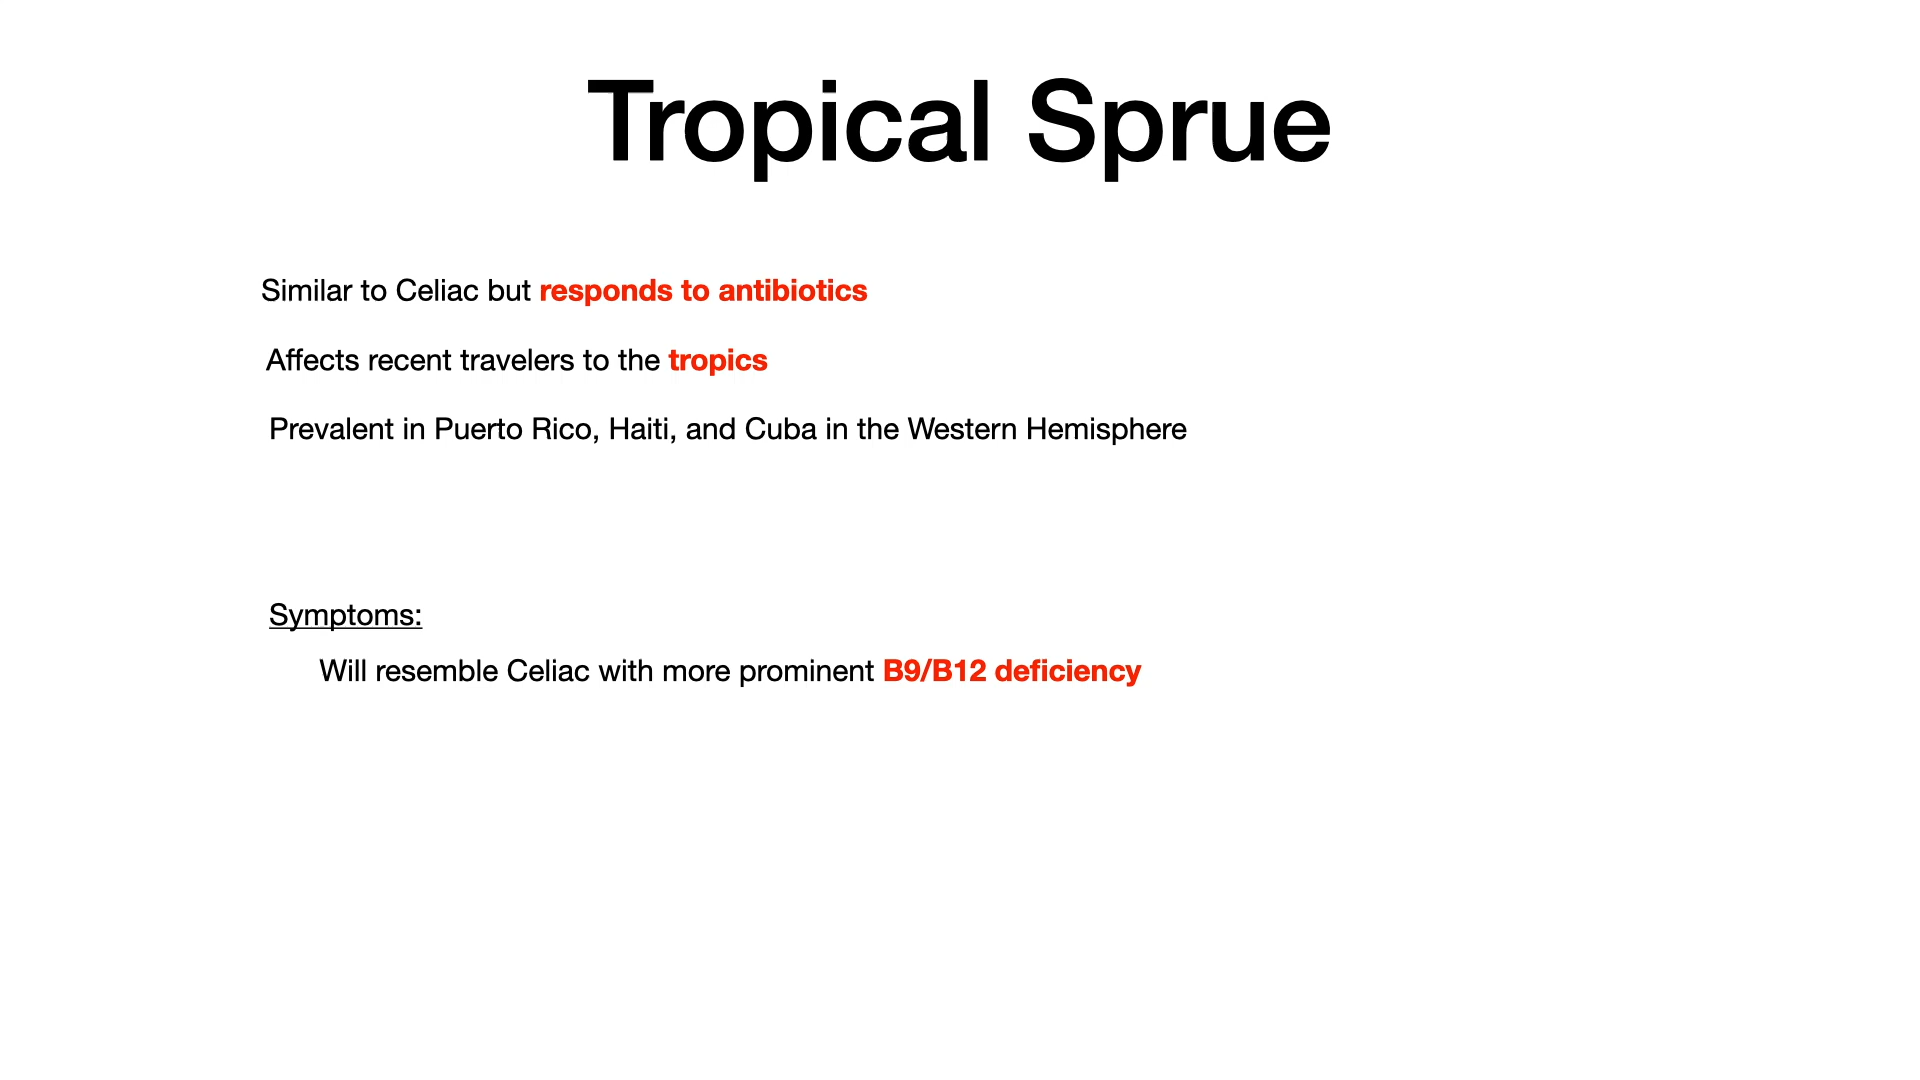 Tropical Sprue
Similar to Celiac but responds to antibiotics
Affects recent travelers to the tropics
Prevalent in Puerto Rico, Haiti, and Cuba in the Western Hemisphere
Symptoms:
Will resemble Celiac with more prominent B9/B12 deficiency